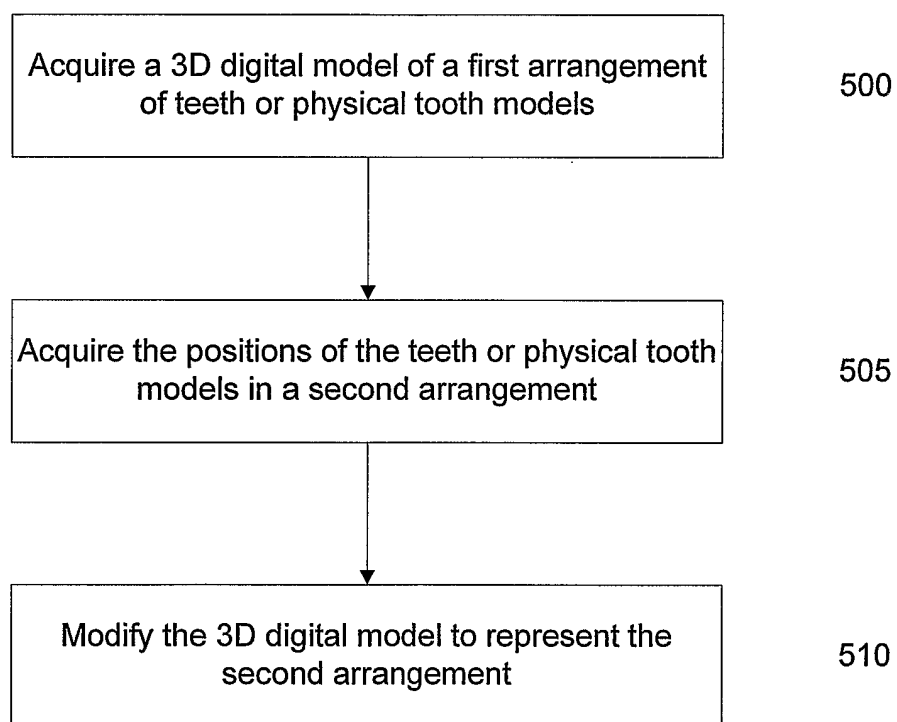 Acquire a 3D digital model of a first arrangement
of teeth or physical tooth models
500
Acquire the positions of the teeth or physical tooth
models in a second arrangement
505
Modify the 3D digital model to represent the
second arrangement
510